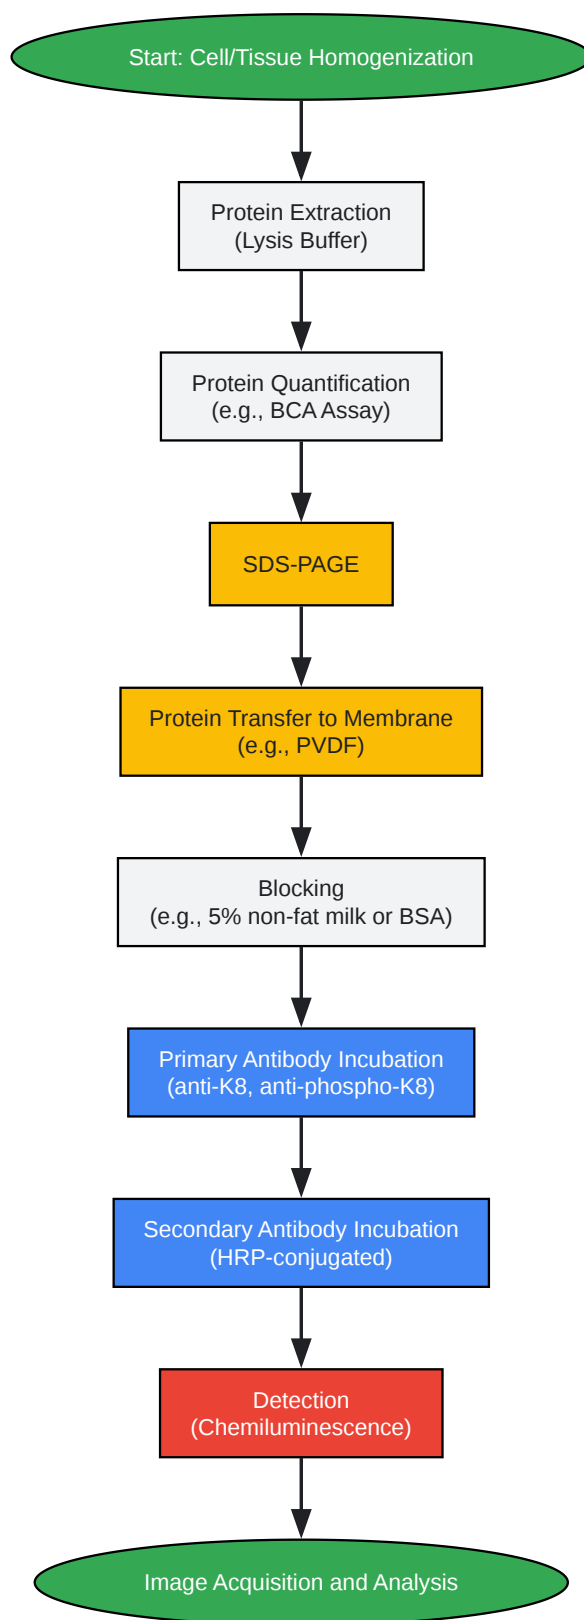 Start: Cell/Tissue Homogenization
Protein Extraction
(Lysis Buffer)
Protein Quantification
(e.g., BCA Assay)
SDS-PAGE
Protein Transfer to Membrane
(e.g., PVDF)
Blocking
(e.g., 5% non-fat milk or BSA)
Primary Antibody Incubation
(anti-K8, anti-phospho-K8)
Secondary Antibody Incubation
(HRP-conjugated)
Detection
(Chemiluminescence)
Image Acquisition and Analysis